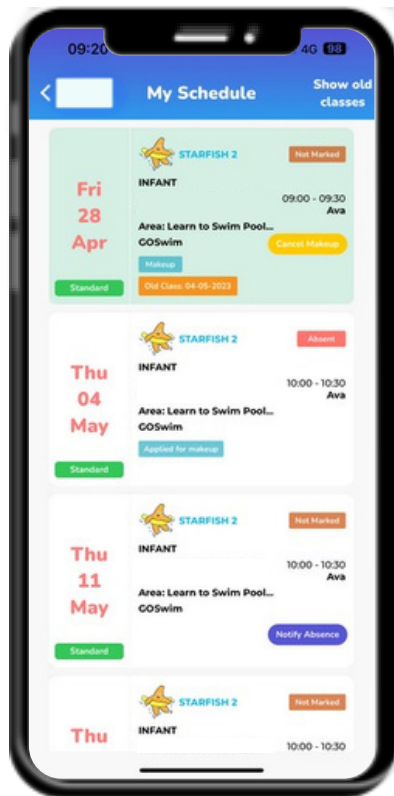 09:20
4G 98
My Schedule
Show old
classes
STARFISH 2
Not Marked
INFANT
Fri
28
Apr
09:00 - 09:30
Ava
Area: Learn to Swim Pool...
GOSwim
Cancel Makeup
Makeup
Standard
Old Class: 04-05-2023
STARFISH 2
Absent
INFANT
Thu
04
May
10:00 - 10:30
Ava
Area: Learn to Swim Pool...
GOSwim
Applied for makeup
Standard
STARFISH 2
Not Marked
INFANT
Thu
11
May
10:00 - 10:30
Ava
Area: Learn to Swim Pool...
GOSwim
Notify Absence
Standard
STARFISH 2
Not Marked
INFANT
Thu
10:00 - 10:30